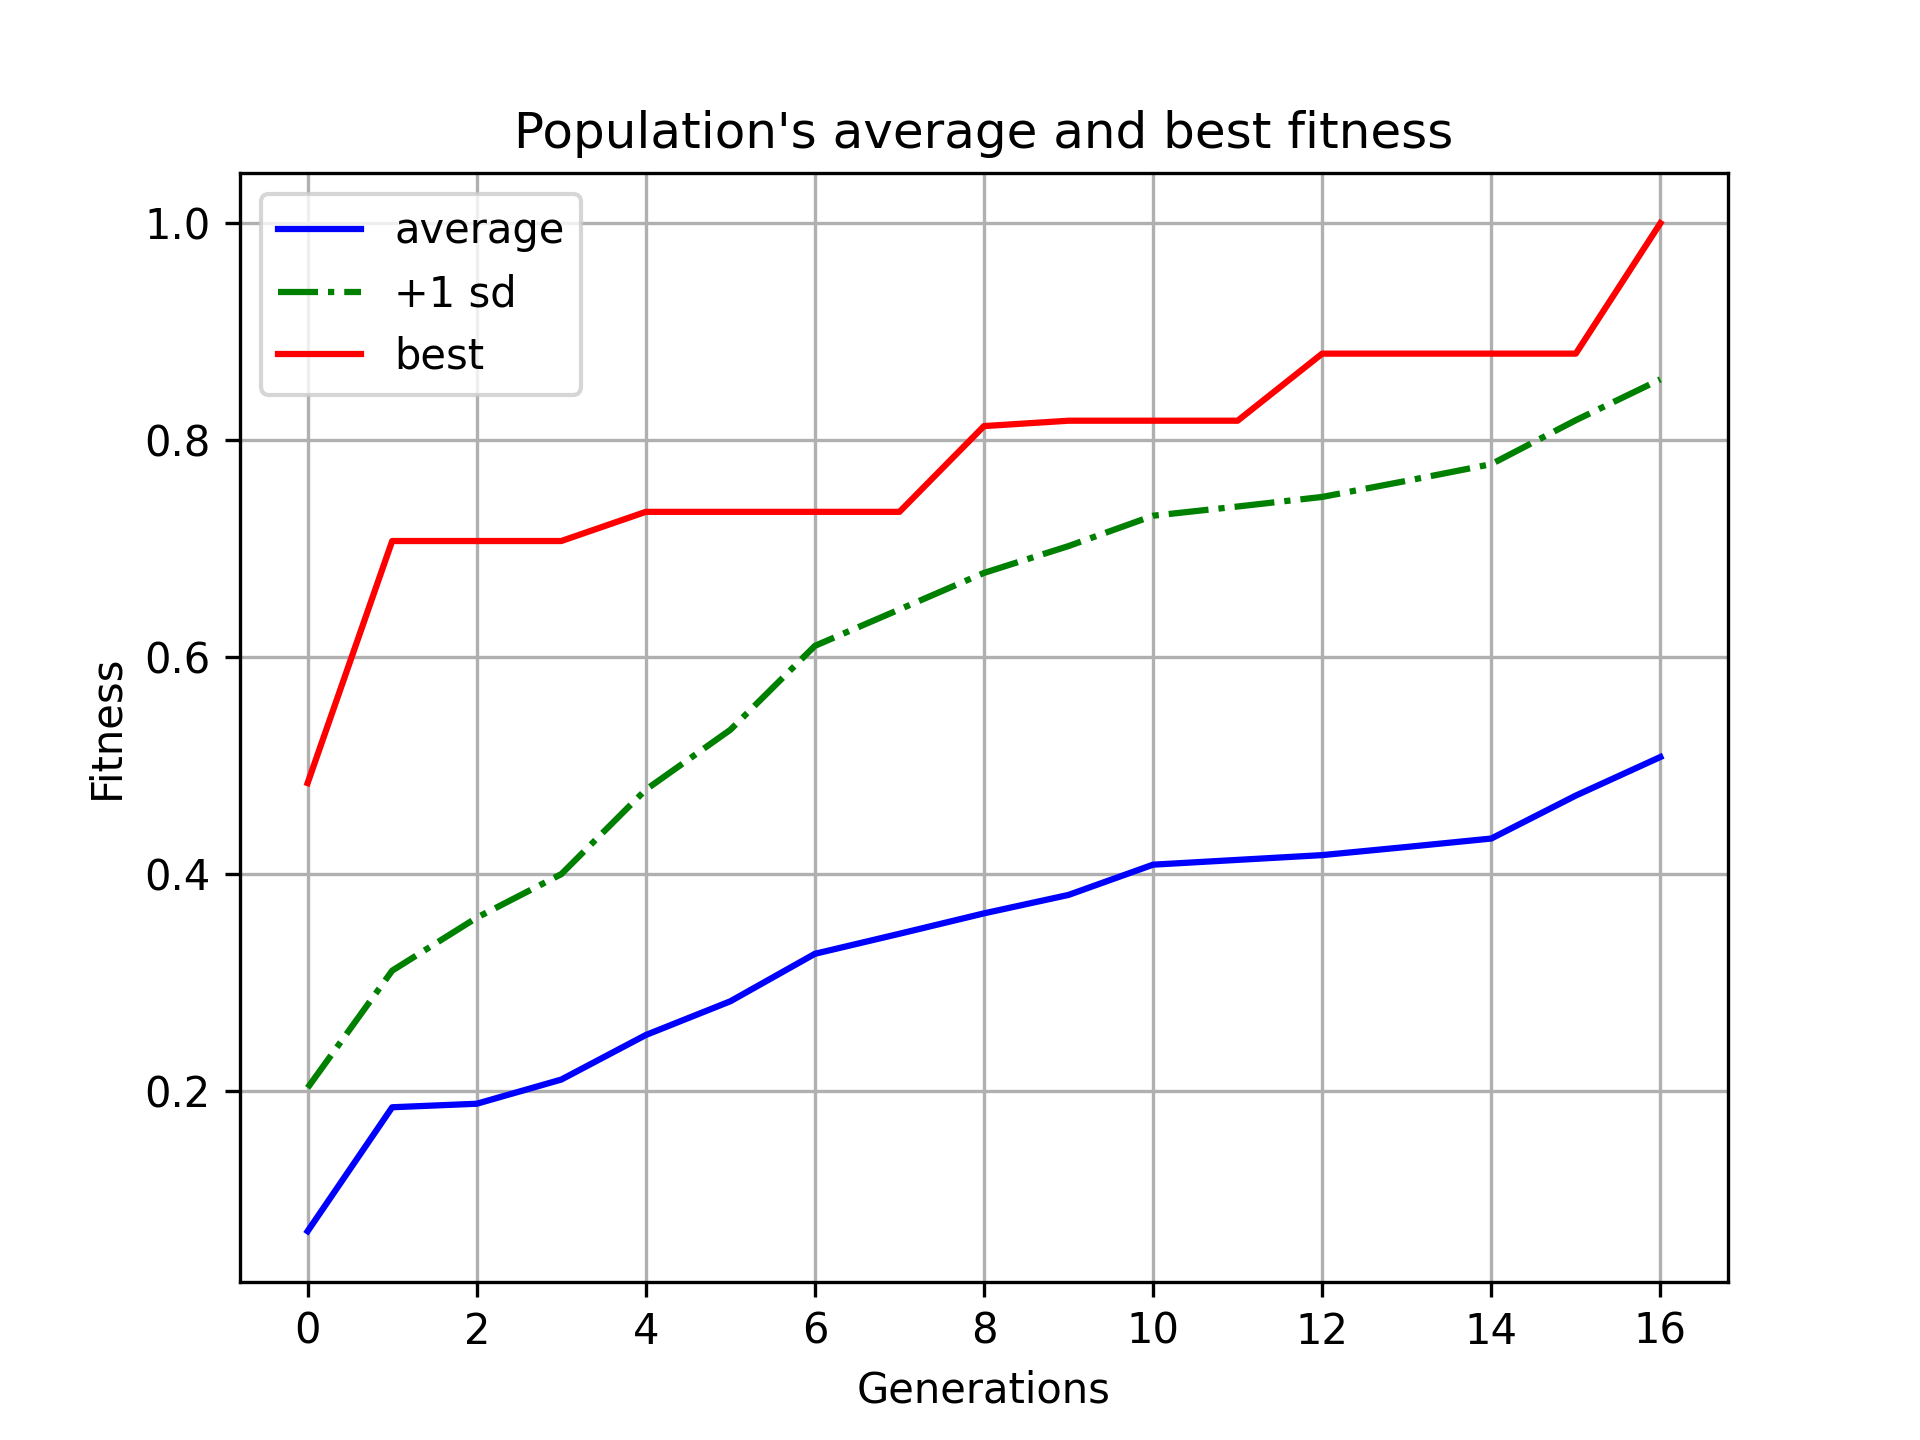 Population's average and best fitness
average
+1 sd
best
1.0
0.8
0.6
0.4
0.2
Fitness
0 2 4 6 8 10 12 14 16
Generations